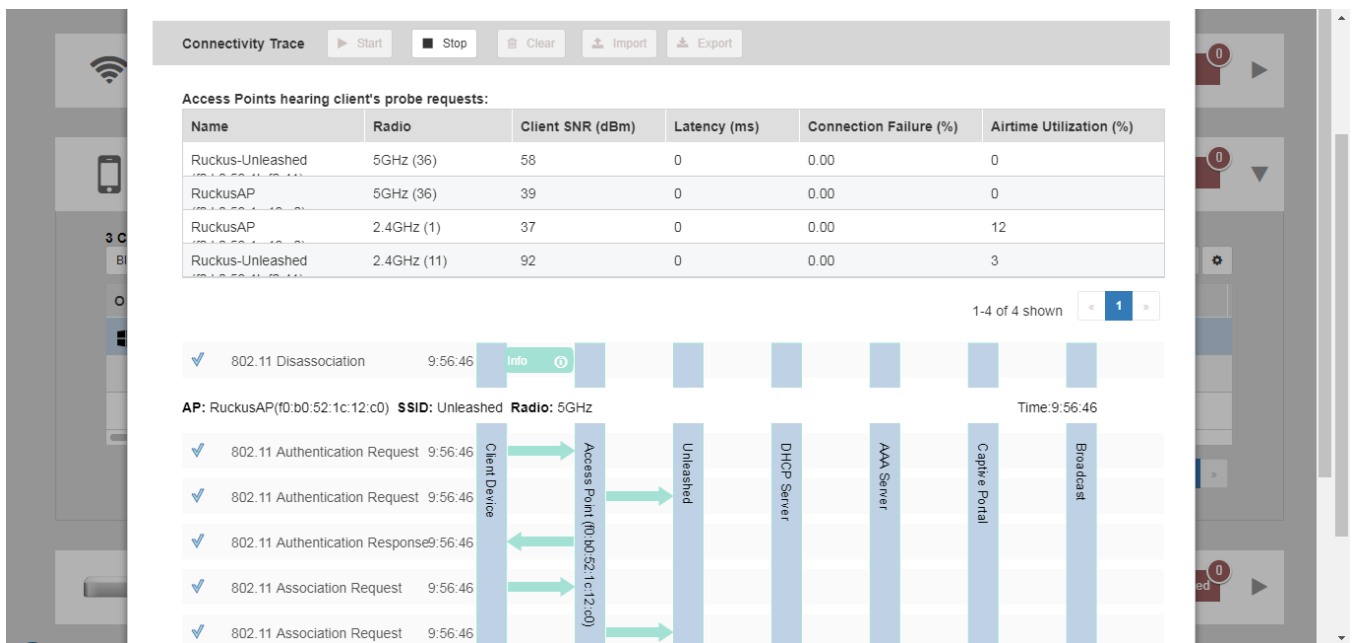 Connectivity Trace Start Stop Clear Import Export
0
Access Points hearing client's probe requests:
Name Radio Client SNR (dBm) Latency (ms) Connection Failure (%) Airtime Utilization (%)
Ruckus-Unleashed 5GHz (36) 58 0 0.00 0
0
RuckusAP 5GHz (36) 39 0 0.00 0
RuckusAP 2.4GHz (1) 37 0 0.00 12
3 C
Ruckus-Unleashed 2.4GHz (11) 92 0 0.00 3
Bl
O
1-4 of 4 shown « 1 »
802.11 Disassociation 9:56:46 Info
AP: RuckusAP(f0:b0:52:1c:12:c0) SSID: Unleashed Radio: 5GHz Time:9:56:46
Client Device
Access Point (f0:b0:52:1c:12:c0)
Unleashed
DHCP Server
AAA Server
Captive Portal
Broadcast
802.11 Authentication Request 9:56:46
802.11 Authentication Request 9:56:46
»
802.11 Authentication Response9:56:46
802.11 Association Request 9:56:46
0
ed
802.11 Association Request 9:56:46